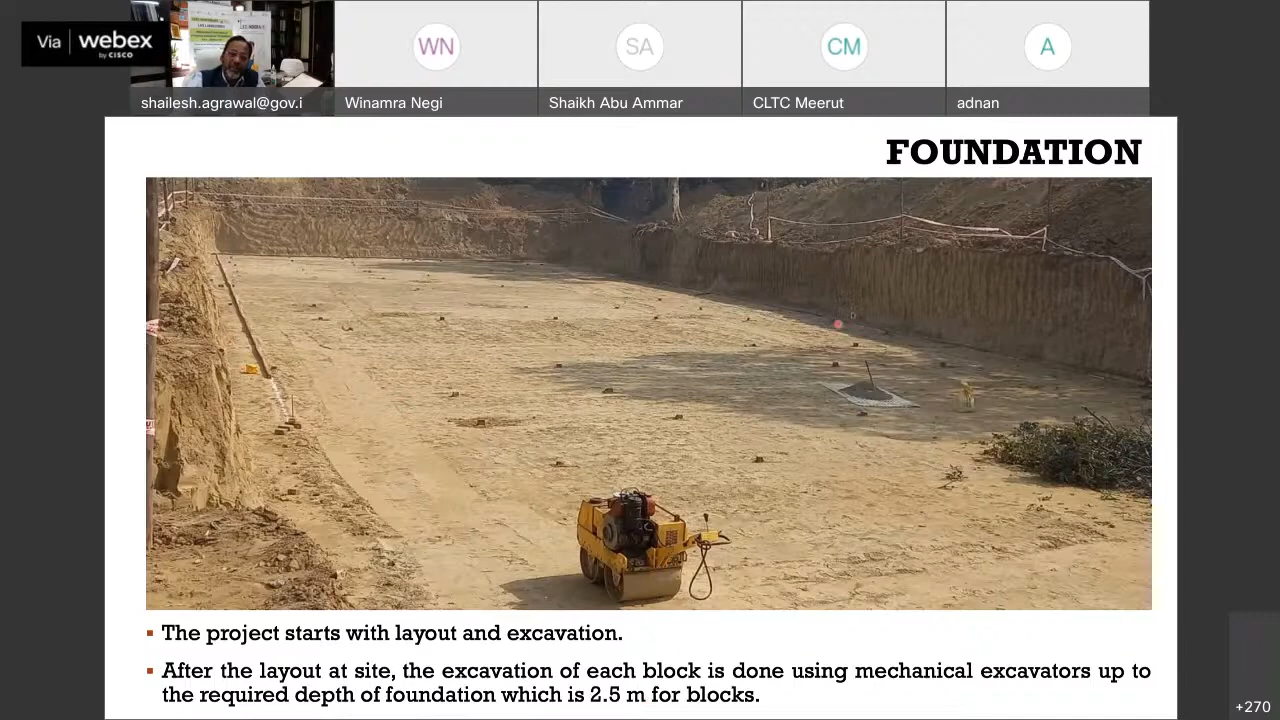 Via webex
by CISCO
WN
SA
CM
A
shailesh.agrawal@gov.i
Winamra Negi
Shaikh Abu Ammar
CLTC Meerut
adnan
FOUNDATION
The project starts with layout and excavation.
After the layout at site, the excavation of each block is done using mechanical excavators up to
the required depth of foundation which is 2.5 m for blocks.
+270